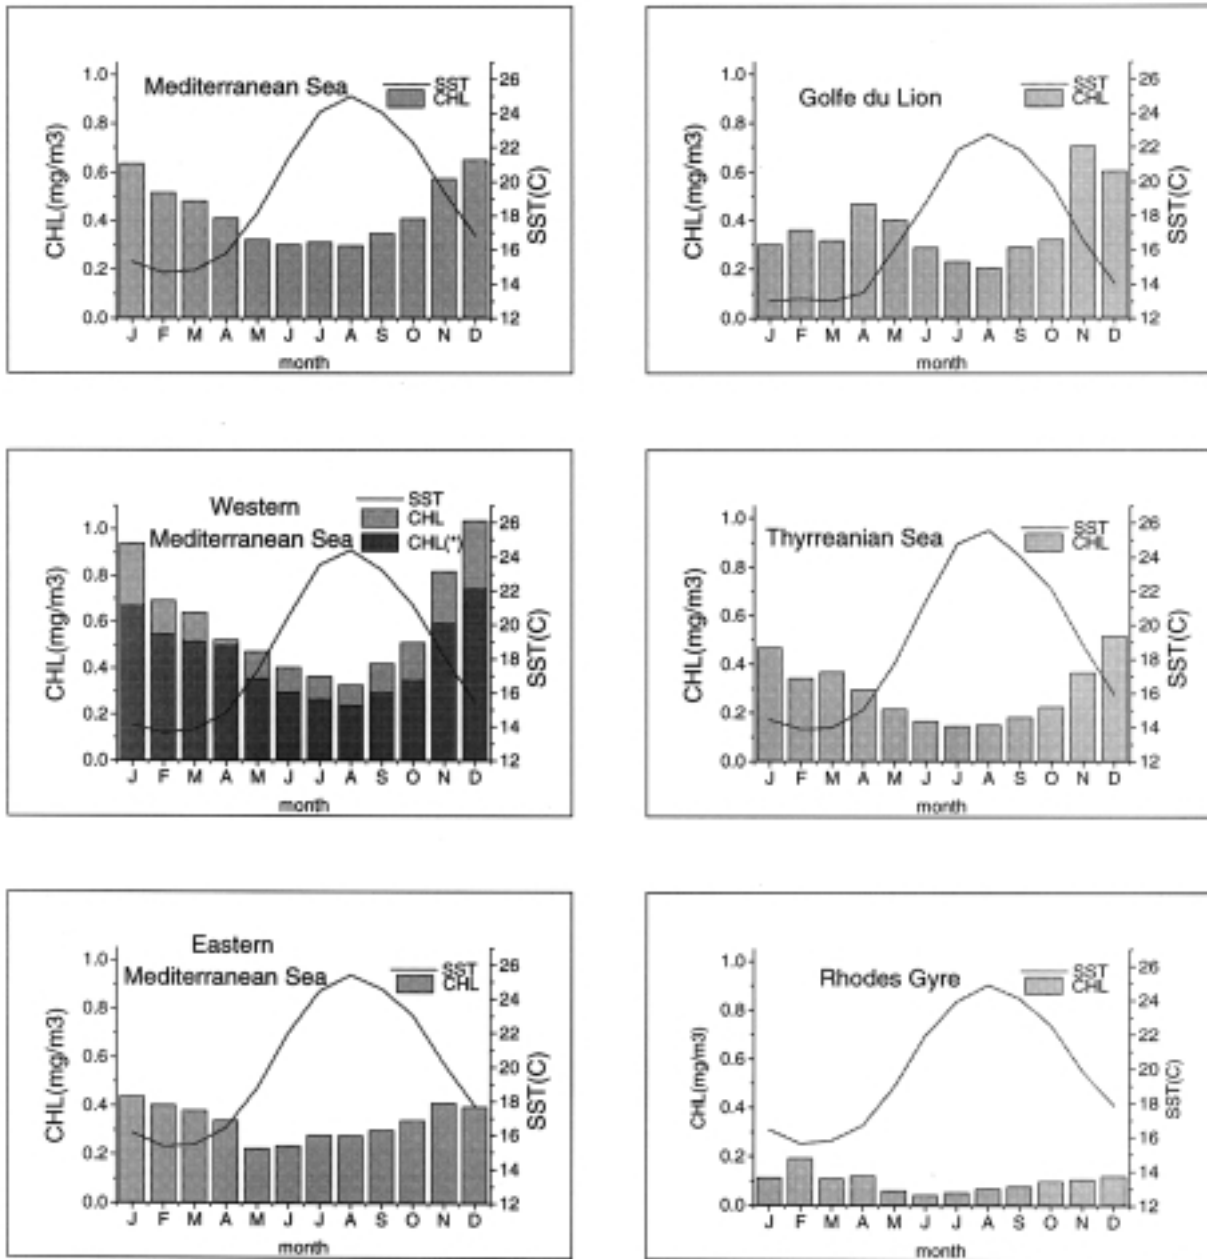 Mediterranean Sea
SST
CHL
CHL(mg/m3)
1.0
0.8
0.6
0.4
0.2
0.0
26
24
22
20
18
16
14
12
SST(C)
J F M A M J J A S O N D
month
Golfe du Lion
SST
CHL
CHL(mg/m3)
1.0
0.8
0.6
0.4
0.2
0.0
26
24
22
20
18
16
14
12
SST(C)
J F M A M J J A S O N D
month
Western
Mediterranean Sea
SST
CHL
CHL(*)
CHL(mg/m3)
1.0
0.8
0.6
0.4
0.2
0.0
26
24
22
20
18
16
14
12
SST(C)
J F M A M J J A S O N D
month
Thyrreanian Sea
SST
CHL
CHL(mg/m3)
1.0
0.8
0.6
0.4
0.2
0.0
26
24
22
20
18
16
14
12
SST(C)
J F M A M J J A S O N D
month
Eastern
Mediterranean Sea
SST
CHL
CHL(mg/m3)
1.0
0.8
0.6
0.4
0.2
0.0
26
24
22
20
18
16
14
12
SST(C)
J F M A M J J A S O N D
month
Rhodes Gyre
SST
CHL
CHL(mg/m3)
1.0
0.8
0.6
0.4
0.2
0.0
26
24
22
20
18
16
14
12
SST(C)
J F M A M J J A S O N D
month